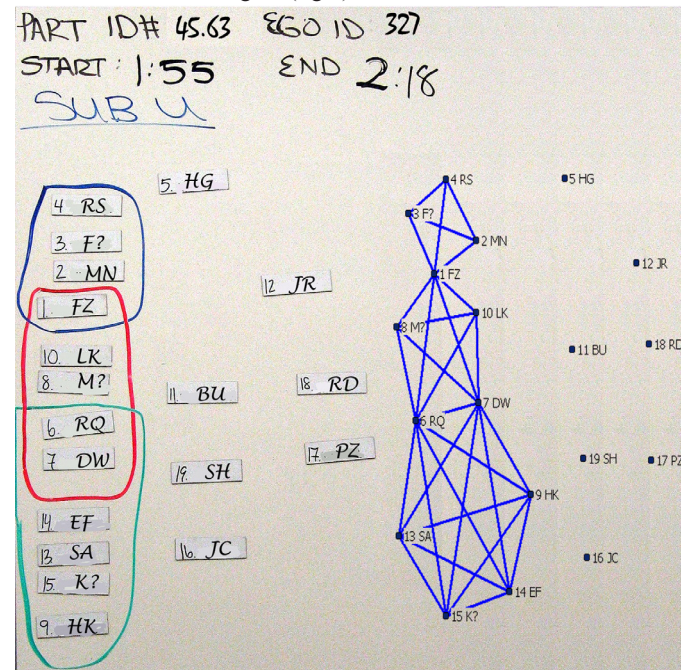 PART ID# 45.63 EGO ID 327
START: 1:55 END 2:18
SUB U
5. HG
4 RS
3. F?
2 MN
1. FZ
12 JR
10. LK
8. M?
11. BU
18. RD
6. RQ
7 DW
19. SH
17. PZ
14. EF
13 SA
16. JC
15. K?
9. HK
4 RS
5 HG
3 F?
2 MN
1 FZ
12 JR
10 LK
8 M?
11 BU
18 RD
7 DW
6 RQ
19 SH
17 PZ
9 HK
13 SA
16 JC
14 EF
15 K?